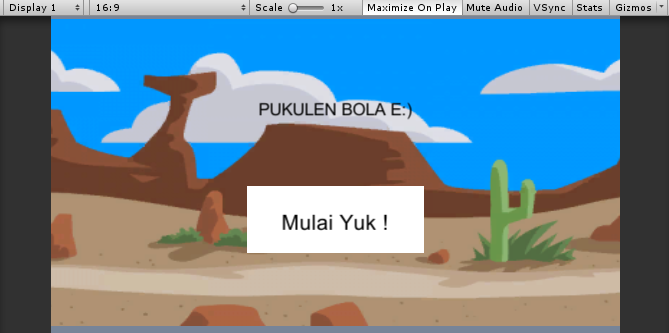 Display 1 16:9 Scale 1x Maximize On Play Mute Audio VSync Stats Gizmos
PUKULEN BOLA E:)
Mulai Yuk !